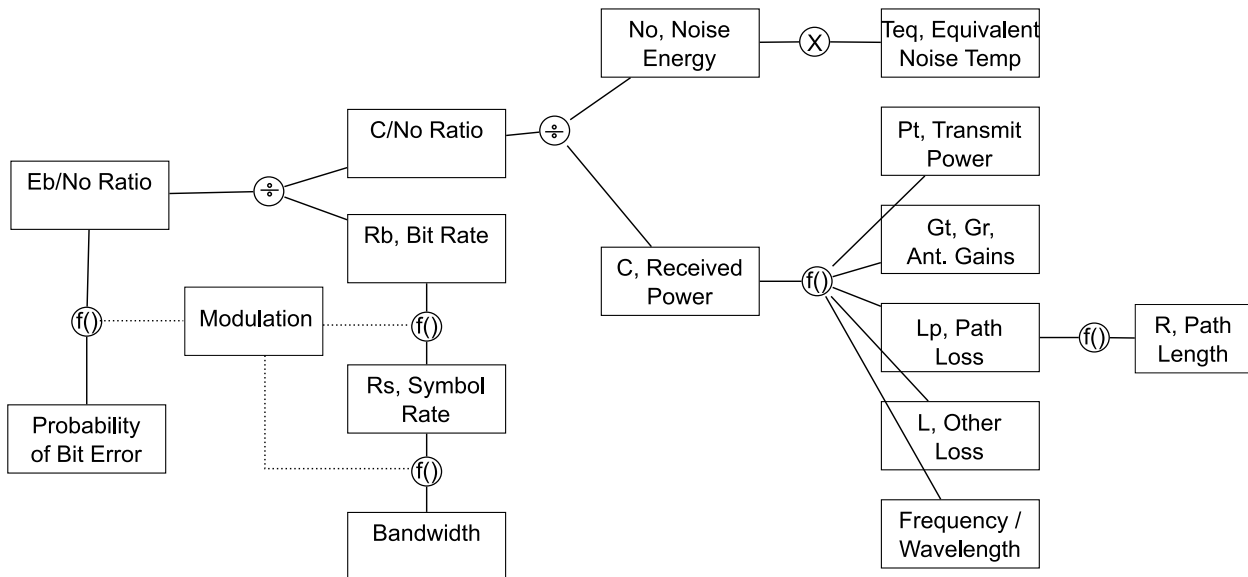 No, Noise
Energy
X
Teq, Equivalent
Noise Temp
C/No Ratio
÷
Pt, Transmit
Power
Eb/No Ratio
÷
Rb, Bit Rate
Gt, Gr,
Ant. Gains
C, Received
Power
f()
Modulation
f()
f()
Lp, Path
Loss
f()
R, Path
Length
Rs, Symbol
Rate
Probability
of Bit Error
L, Other
Loss
f()
Bandwidth
Frequency /
Wavelength